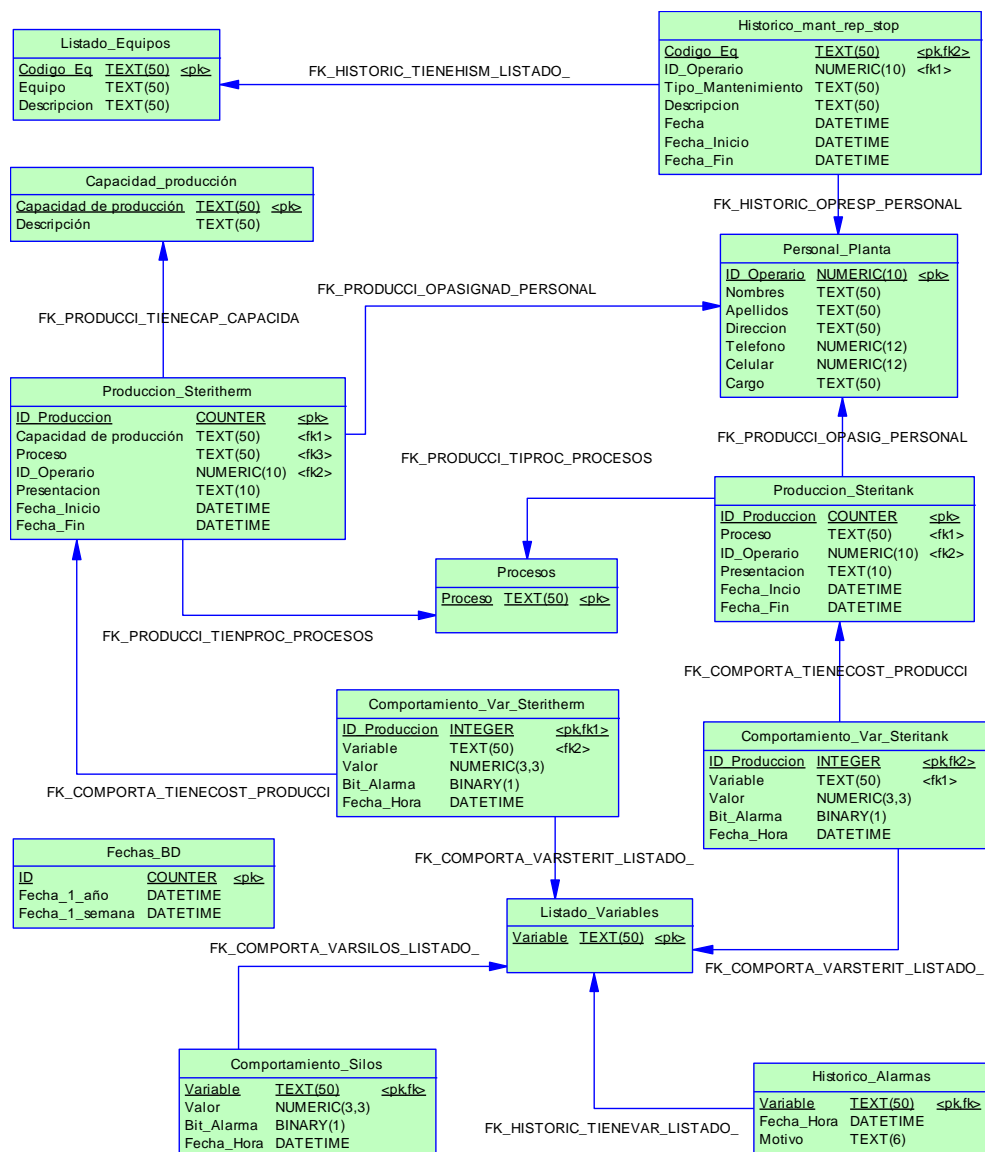 Listado_Equipos
Codigo_Eq TEXT(50) <pk>
Equipo TEXT(50)
Descripcion TEXT(50)
FK_HISTORIC_TIENEHISM_LISTADO_
Historico_mant_rep_stop
Codigo_Eq TEXT(50) <pk,fk2>
ID_Operario NUMERIC(10) <fk1>
Tipo_Mantenimiento TEXT(50)
Descripcion TEXT(50)
Fecha DATETIME
Fecha_Inicio DATETIME
Fecha_Fin DATETIME
Capacidad_producción
Capacidad de producción TEXT(50) <pk>
Descripción TEXT(50)
FK_HISTORIC_OPRESP_PERSONAL
Personal_Planta
ID_Operario NUMERIC(10) <pk>
Nombres TEXT(50)
Apellidos TEXT(50)
Direccion TEXT(50)
Telefono NUMERIC(12)
Celular NUMERIC(12)
Cargo TEXT(50)
FK_PRODUCCI_OPASIGNAD_PERSONAL
FK_PRODUCCI_TIENECAP_CAPACIDA
Produccion_Steritherm
ID_Produccion COUNTER <pk>
Capacidad de producción TEXT(50) <fk1>
Proceso TEXT(50) <fk3>
ID_Operario NUMERIC(10) <fk2>
Presentacion TEXT(10)
Fecha_Inicio DATETIME
Fecha_Fin DATETIME
FK_PRODUCCI_OPASIG_PERSONAL
FK_PRODUCCI_TIPROC_PROCESOS
Produccion_Steritank
ID_Produccion COUNTER <pk>
Proceso TEXT(50) <fk1>
ID_Operario NUMERIC(10) <fk2>
Presentacion TEXT(10)
Fecha_Incio DATETIME
Fecha_Fin DATETIME
Procesos
Proceso TEXT(50) <pk>
FK_PRODUCCI_TIENPROC_PROCESOS
FK_COMPORTA_TIENECOST_PRODUCCI
Comportamiento_Var_Steritherm
ID_Produccion INTEGER <pk,fk1>
Variable TEXT(50) <fk2>
Valor NUMERIC(3,3)
Bit_Alarma BINARY(1)
Fecha_Hora DATETIME
Comportamiento_Var_Steritank
ID_Produccion INTEGER <pk,fk2>
Variable TEXT(50) <fk1>
Valor NUMERIC(3,3)
Bit_Alarma BINARY(1)
Fecha_Hora DATETIME
FK_COMPORTA_TIENECOST_PRODUCCI
Fechas_BD
ID COUNTER <pk>
Fecha_1_año DATETIME
Fecha_1_semana DATETIME
FK_COMPORTA_VARSTERIT_LISTADO_
Listado_Variables
Variable TEXT(50) <pk>
FK_COMPORTA_VARSILOS_LISTADO_
FK_COMPORTA_VARSTERIT_LISTADO_
Comportamiento_Silos
Variable TEXT(50) <pk,fk>
Valor NUMERIC(3,3)
Bit_Alarma BINARY(1)
Fecha_Hora DATETIME
FK_HISTORIC_TIENEVAR_LISTADO_
Historico_Alarmas
Variable TEXT(50) <pk,fk>
Fecha_Hora DATETIME
Motivo TEXT(6)